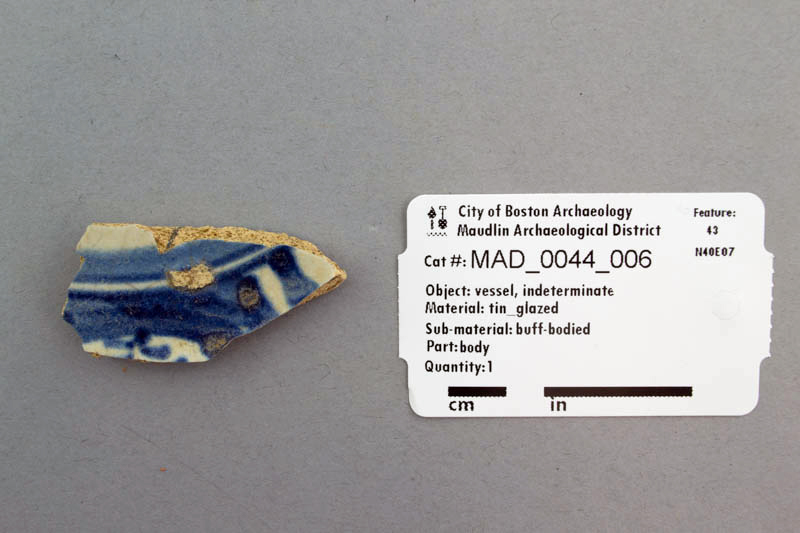 City of Boston Archaeology
Maudlin Archaeological District
Feature:
43
N40E07
Cat #: MAD_0044_006
Object: vessel, indeterminate
Material: tin_glazed
Sub-material: buff-bodied
Part: body
Quantity: 1
cm
in